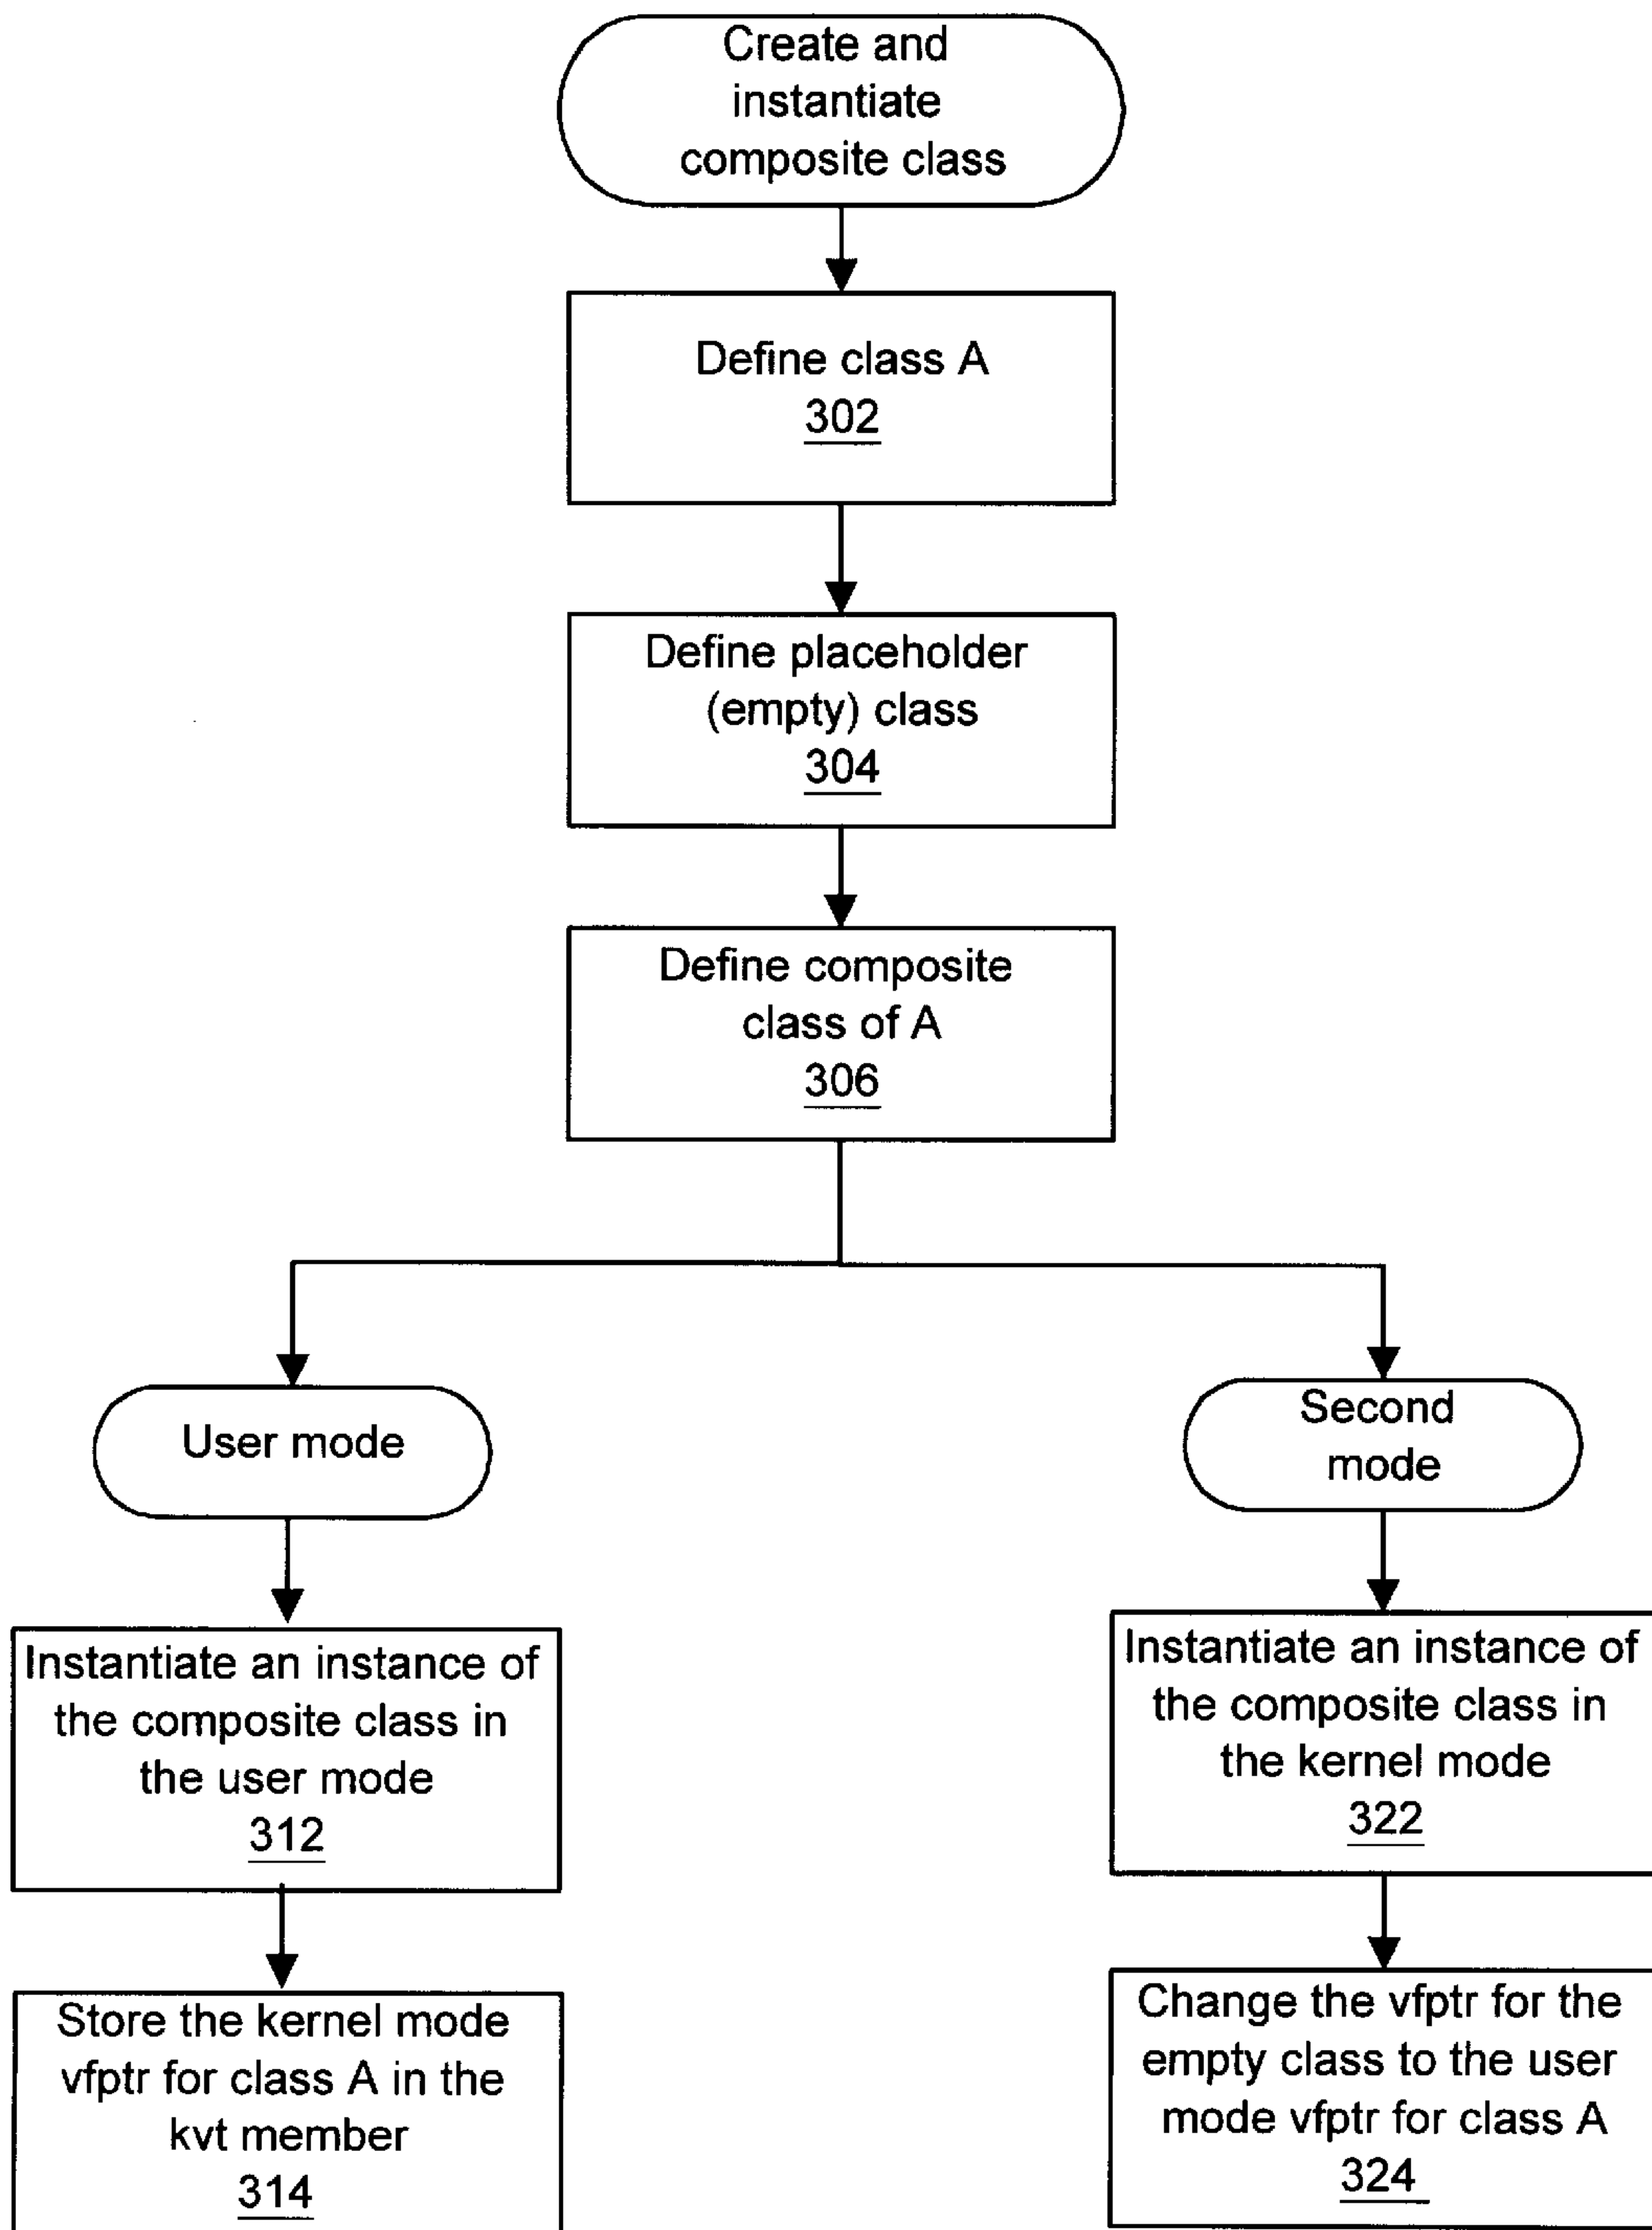 Create and
instantiate
composite class
Define class A
302
Define placeholder
(empty) class
304
Define composite
class of A
306
User mode
Instantiate an instance of
the composite class in
the user mode
312
Store the kernel mode
vfptr for class A in the
kvt member
314
Second
mode
Instantiate an instance of
the composite class in
the kernel mode
322
Change the vfptr for the
empty class to the user
mode vfptr for class A
324